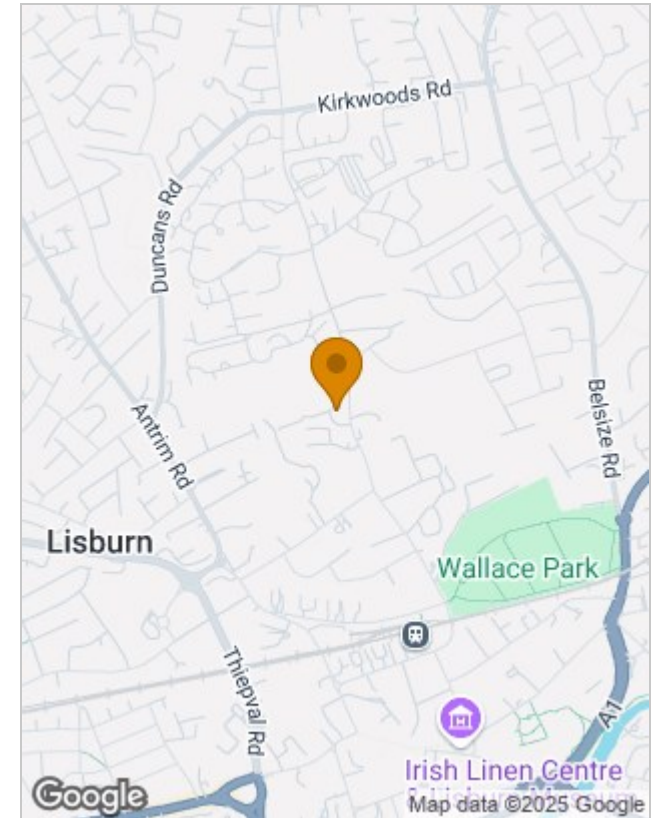 Kirkwoods Rd
Duncans Rd
Antrim Rd
Belsize Rd
Lisburn
Wallace Park
Thiepval Rd
A1
Irish Linen Centre
Google
Map data ©2025 Google